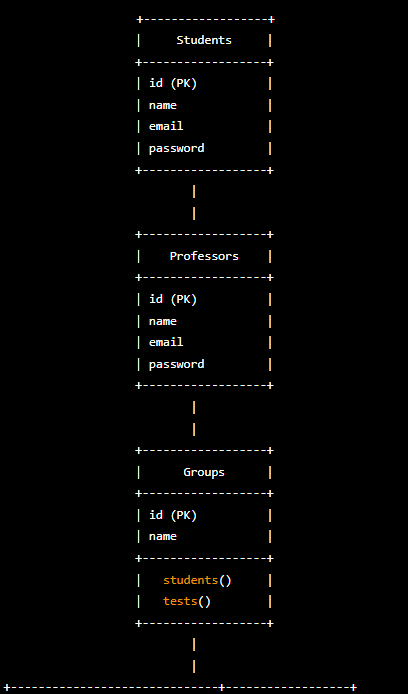 +------------------+
|     Students     |
+------------------+
| id (PK)          |
| name             |
| email            |
| password         |
+------------------+
        |
        |
+------------------+
|    Professors    |
+------------------+
| id (PK)          |
| name             |
| email            |
| password         |
+------------------+
        |
        |
+------------------+
|      Groups      |
+------------------+
| id (PK)          |
| name             |
+------------------+
|   students()     |
|   tests()        |
+------------------+
        |
        |
+------------------------------+------------------+